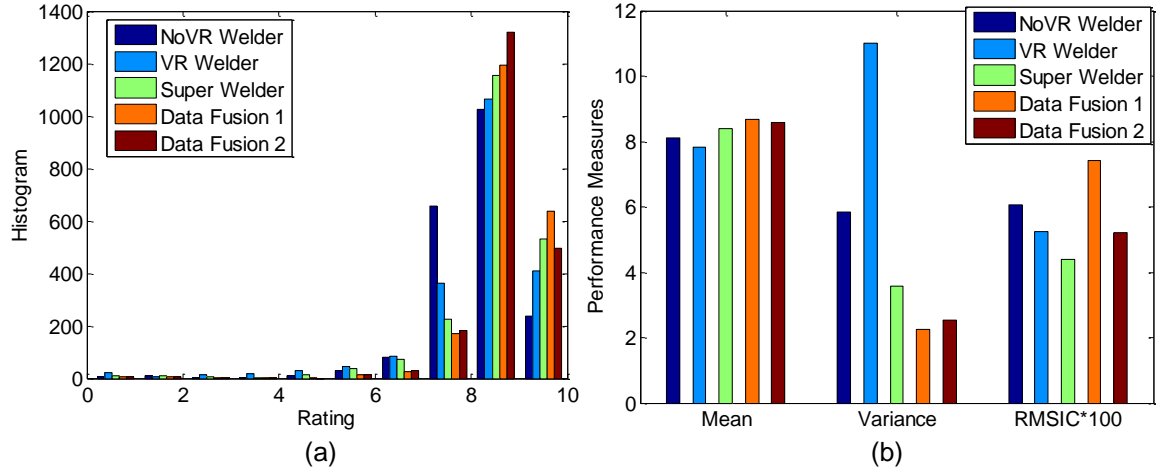 1400
1200
1000
800
600
400
200
0
Histogram
NoVR Welder
VR Welder
Super Welder
Data Fusion 1
Data Fusion 2
0 2 4 6 8 10
Rating
(a)
12
10
8
6
4
2
0
Performance Measures
NoVR Welder
VR Welder
Super Welder
Data Fusion 1
Data Fusion 2
Mean Variance RMSIC*100
(b)